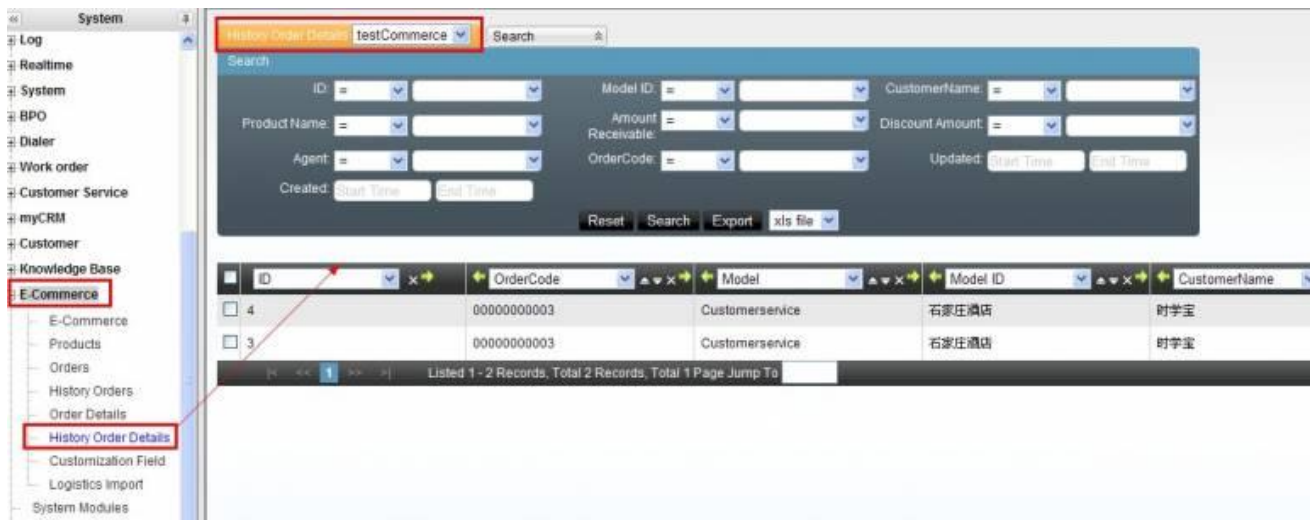 System
Log
Realtime
System
BPO
Dialer
Work order
Customer Service
myCRM
Customer
Knowledge Base
E-Commerce
E-Commerce
Products
Orders
History Orders
Order Details
History Order Details
Customization Field
Logistics Import
System Modules
History Order Details testCommerce Search
Search
ID: = Model ID: = CustomerName: =
Product Name: = Amount Receivable: = Discount Amount: =
Agent: = OrderCode: = Updated: Start Time End Time
Created: Start Time End Time
Reset Search Export xls file
ID OrderCode Model Model ID CustomerName
4 00000000003 Customerservice 石家庄酒店 时学宝
3 00000000003 Customerservice 石家庄酒店 时学宝
|< << 1 >> >| Listed 1 - 2 Records, Total 2 Records, Total 1 Page Jump To